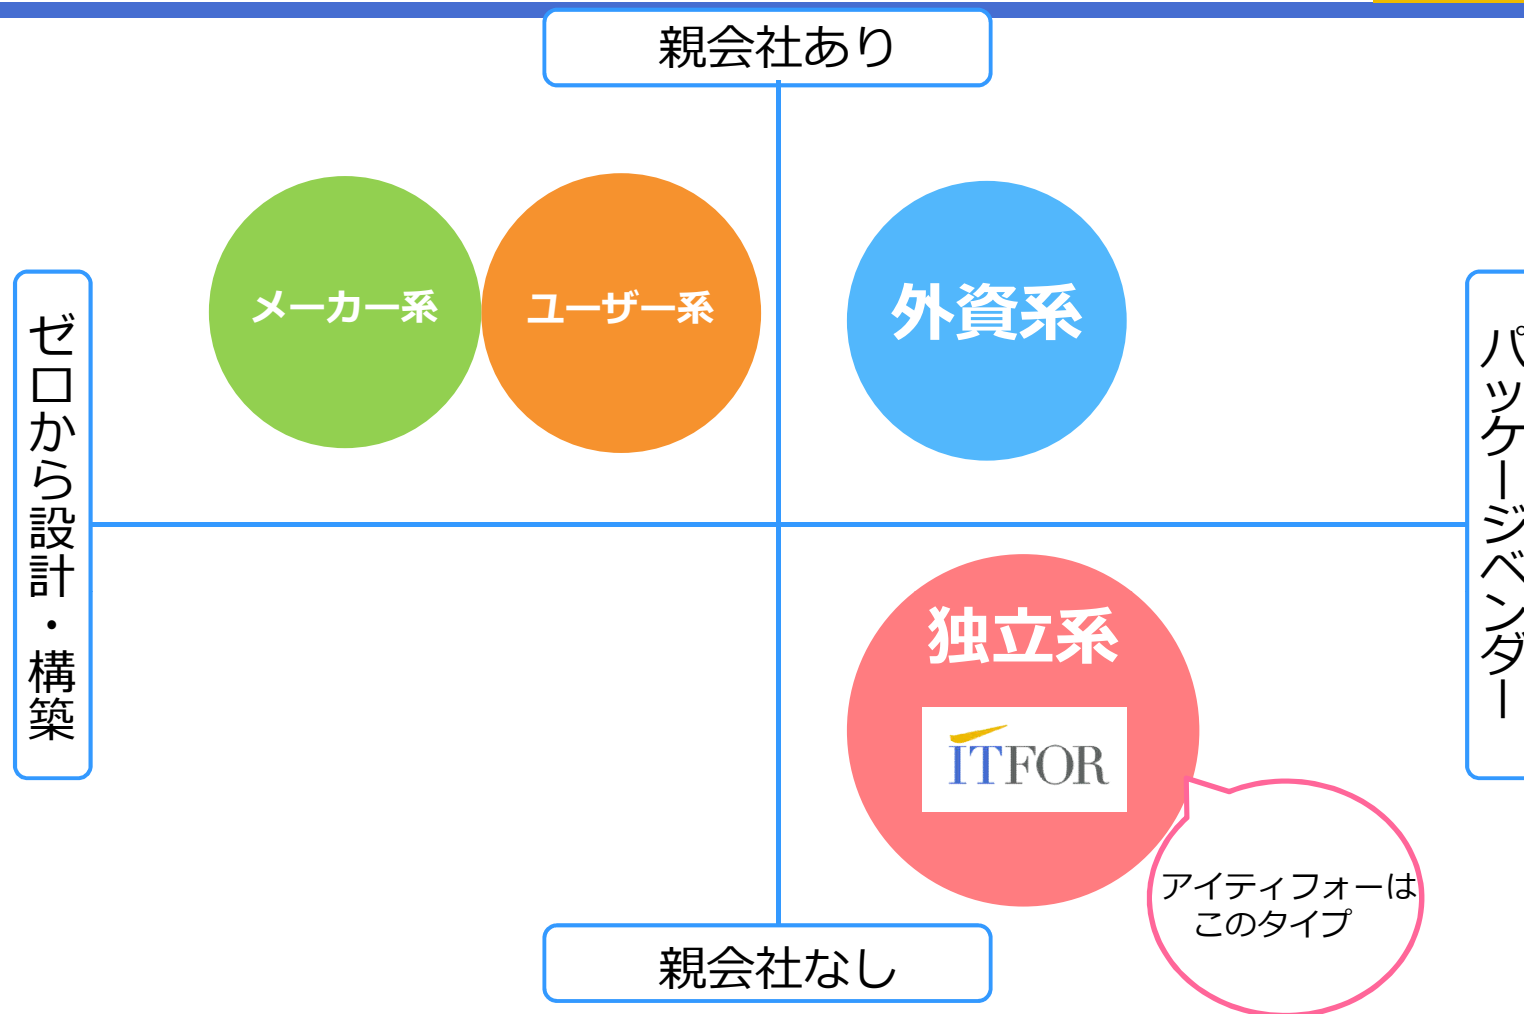 親会社あり
メーカー系
ユーザー系
外資系
ゼロから設計・構築
パッケージベンダー
独立系
ITFOR
アイティフォーは
このタイプ
親会社なし